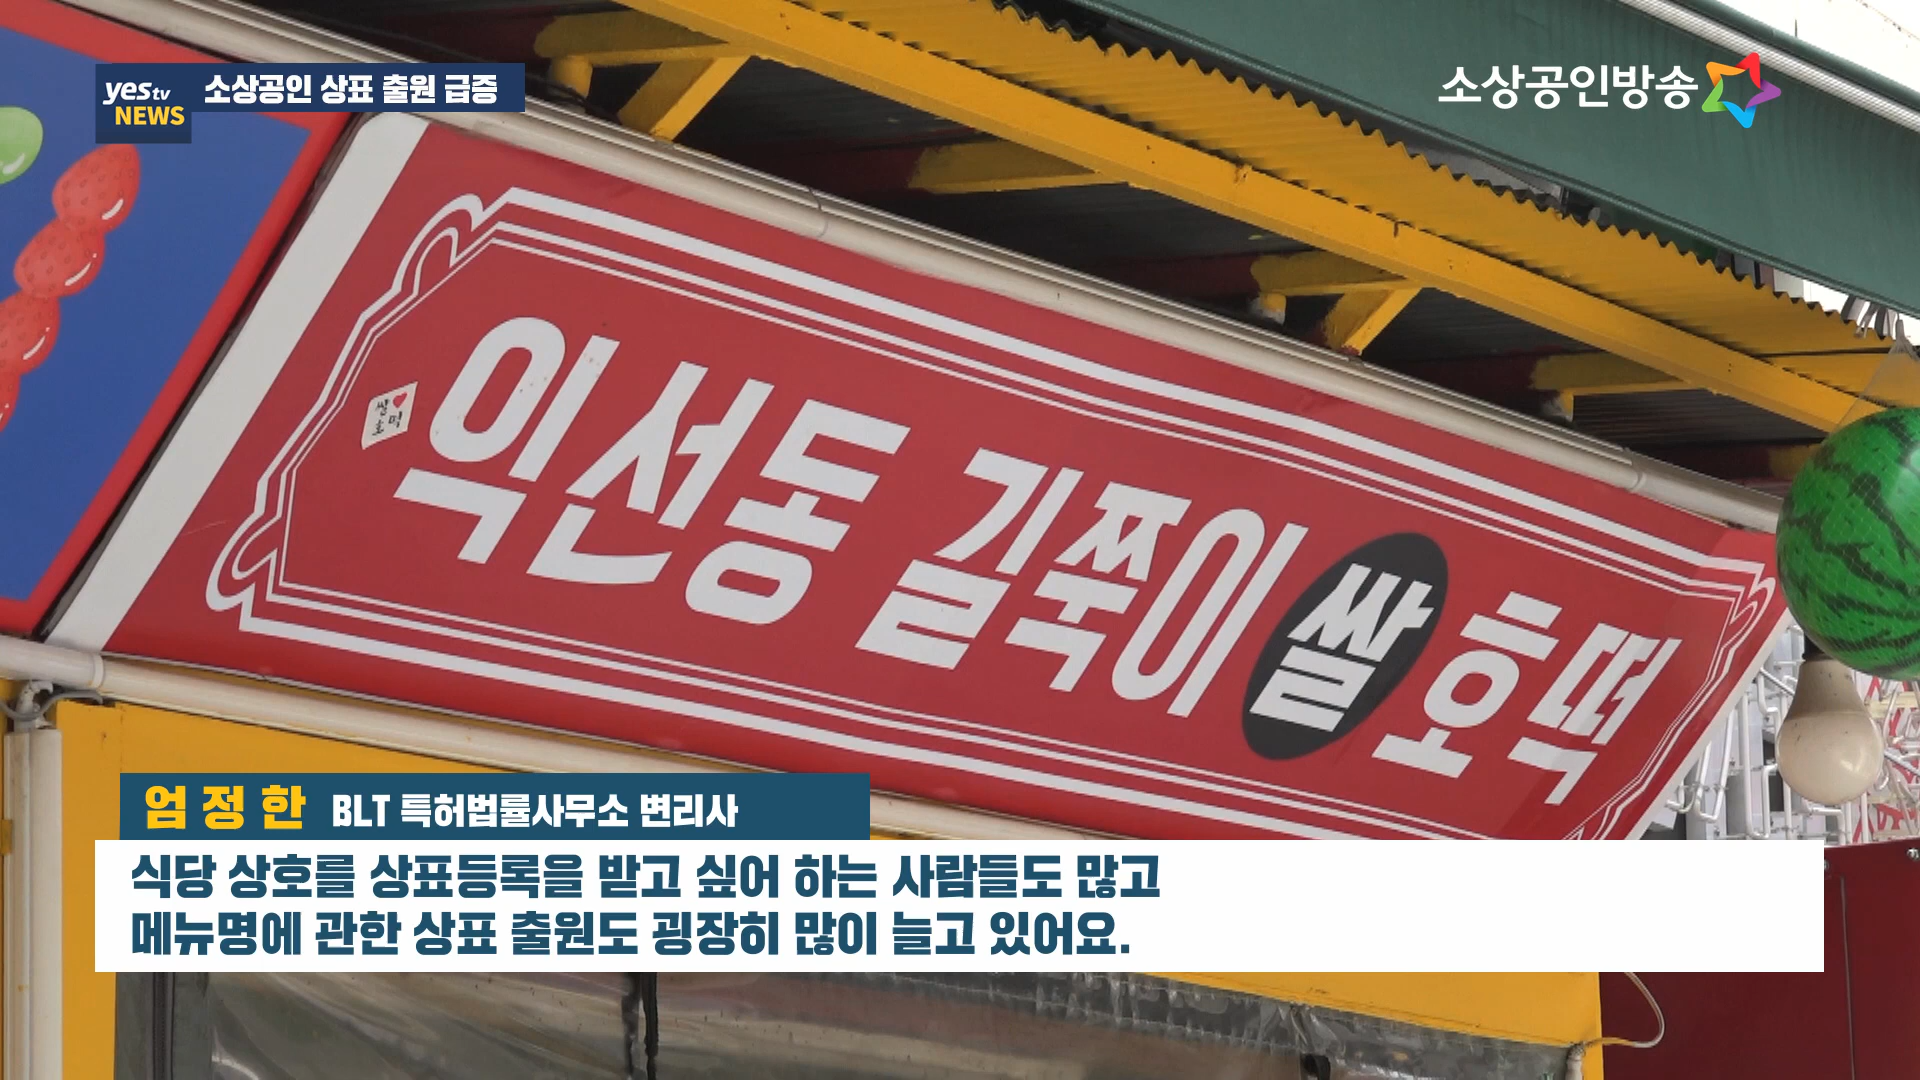 yestv
NEWS
소상공인 상표 출원 급증
소상공인방송
쌀
호떡
익선동 길쭉이 쌀 호떡
엄정한 BLT 특허법률사무소 변리사
식당 상호를 상표등록을 받고 싶어 하는 사람들도 많고
메뉴명에 관한 상표 출원도 굉장히 많이 늘고 있어요.